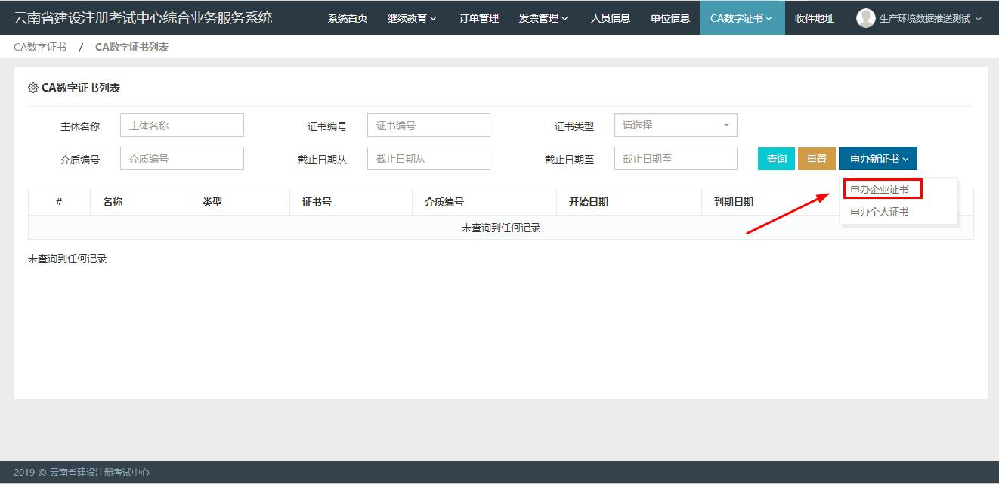 云南省建设注册考试中心综合业务服务系统 系统首页 继续教育 订单管理 发票管理 人员信息 单位信息 CA数字证书 收件地址 生产环境数据推送测试
CA数字证书 / CA数字证书列表
CA数字证书列表
主体名称 主体名称 证书编号 证书编号 证书类型 请选择
介质编号 介质编号 截止日期从 截止日期从 截止日期至 截止日期至 查询 重置 申办新证书
申办企业证书
申办个人证书
# 名称 类型 证书号 介质编号 开始日期 到期日期
未查询到任何记录
未查询到任何记录
2019 © 云南省建设注册考试中心